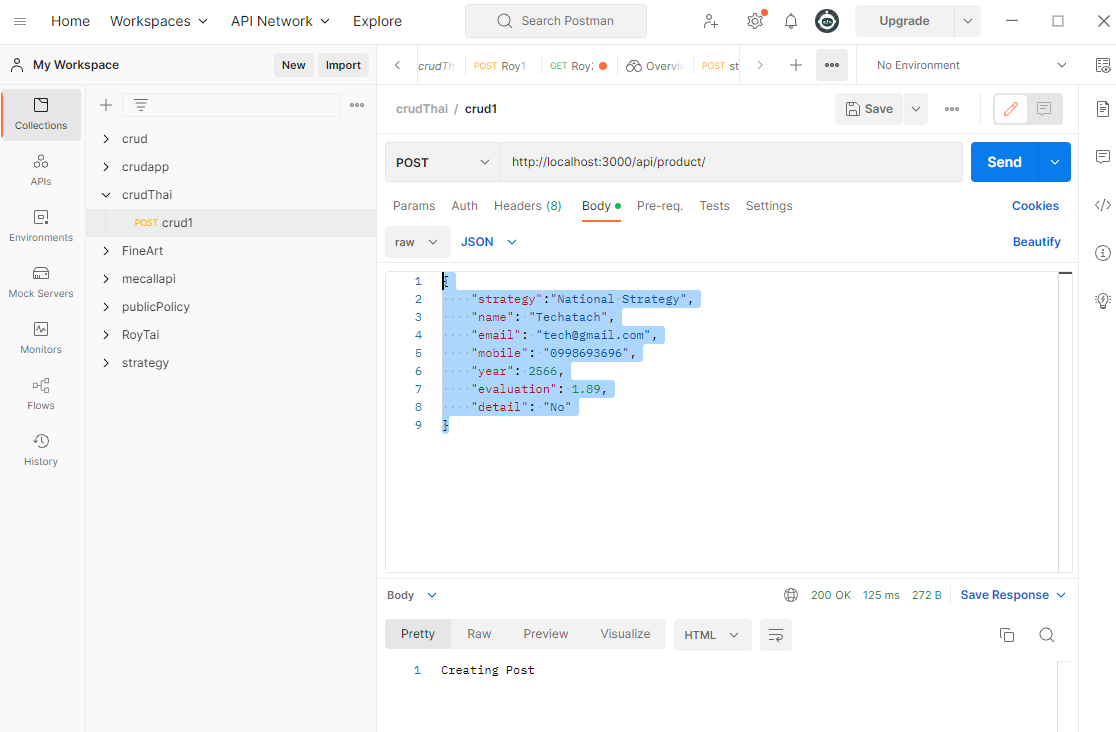 Home Workspaces API Network Explore Search Postman Upgrade
My Workspace New Import
crudTh POST Roy1 GET Roy2 Overvi POST st No Environment
Collections
APIs
Environments
Mock Servers
Monitors
Flows
History
crud
crudapp
crudThai
POST crud1
FineArt
mecallapi
publicPolicy
RoyTai
strategy
crudThai / crud1 Save
POST http://localhost:3000/api/product/ Send
Params Auth Headers (8) Body Pre-req. Tests Settings Cookies
raw JSON Beautify
1 {
2 "strategy":"National Strategy",
3 "name": "Techatach",
4 "email": "tech@gmail.com",
5 "mobile": "0998693696",
6 "year": 2566,
7 "evaluation": 1.89,
8 "detail": "No"
9 }
Body 200 OK 125 ms 272 B Save Response
Pretty Raw Preview Visualize HTML
1 Creating Post